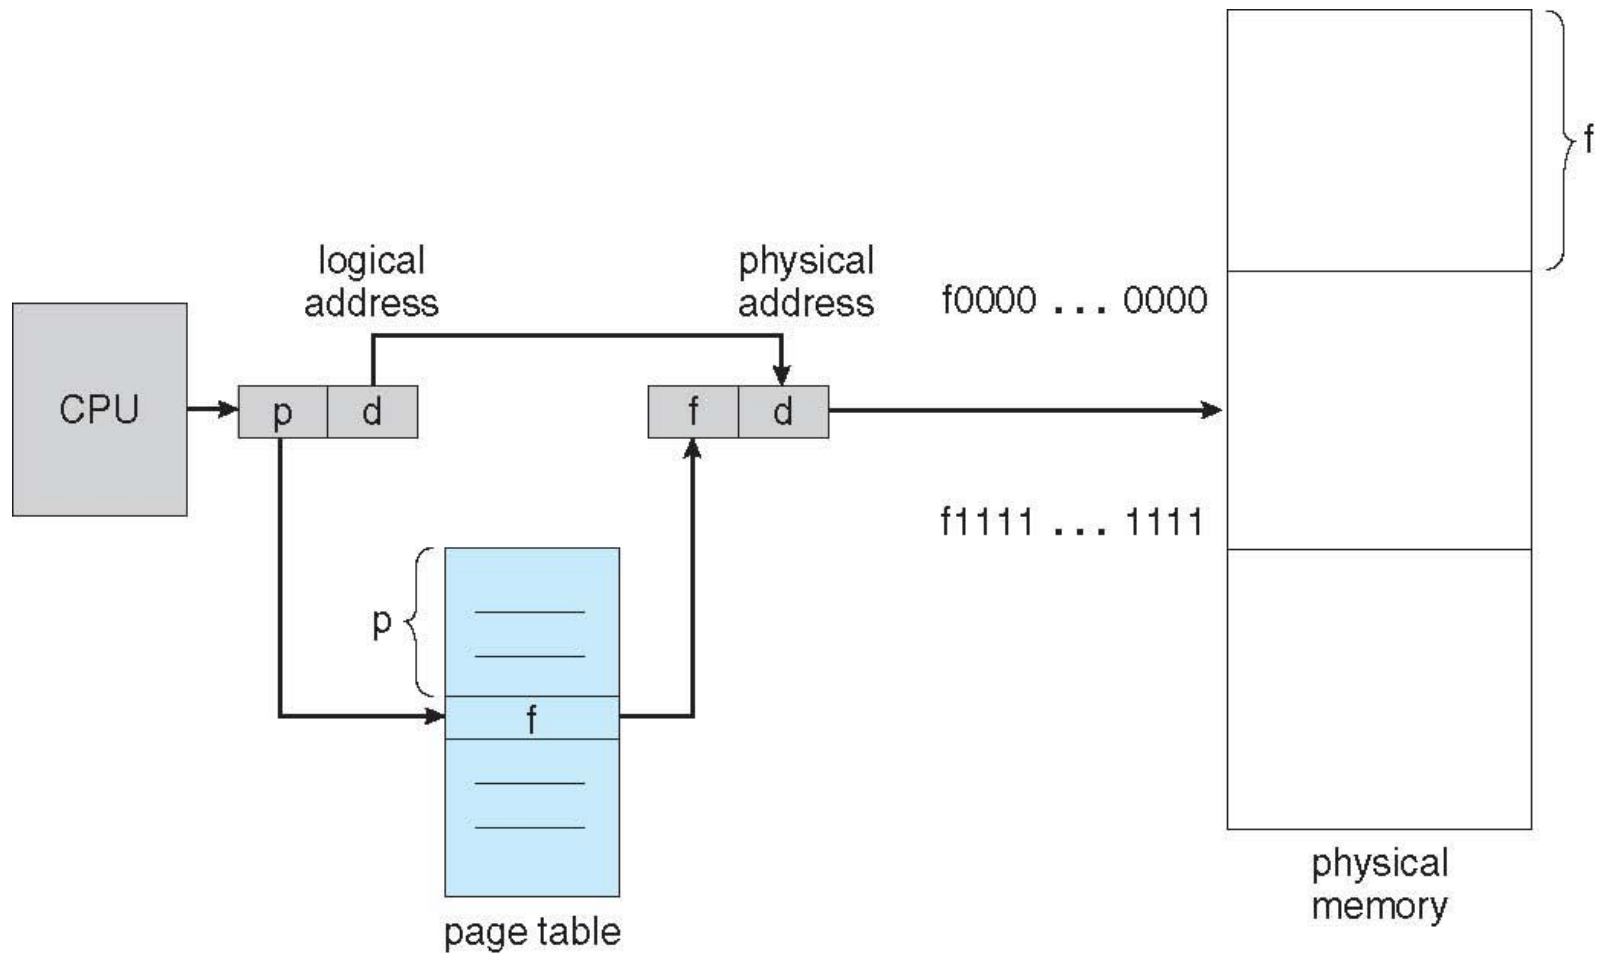 f
logical
address
physical
address
f0000 ... 0000
CPU
p
d
f
d
f1111 ... 1111
p
f
page table
physical
memory